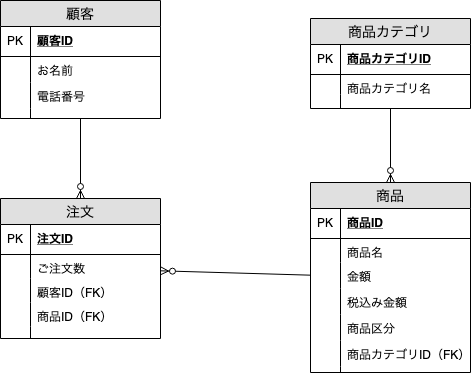 顧客
PK 顧客ID
お名前
電話番号
商品カテゴリ
PK 商品カテゴリID
商品カテゴリ名
注文
PK 注文ID
ご注文数
顧客ID（FK）
商品ID（FK）
商品
PK 商品ID
商品名
金額
税込み金額
商品区分
商品カテゴリID（FK）